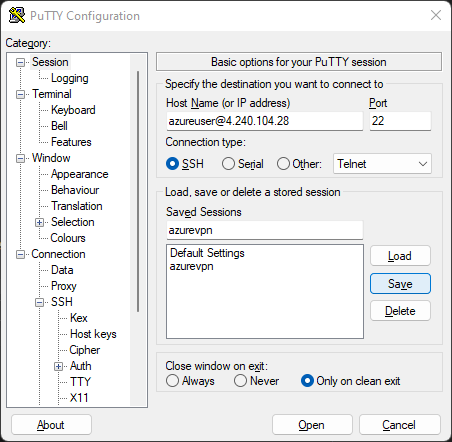 PuTTY Configuration
Category:
Session
Logging
Terminal
Keyboard
Bell
Features
Window
Appearance
Behaviour
Translation
Selection
Colours
Connection
Data
Proxy
SSH
Kex
Host keys
Cipher
Auth
TTY
X11
Basic options for your PuTTY session
Specify the destination you want to connect to
Host Name (or IP address) Port
azureuser@4.240.104.28 22
Connection type:
SSH Serial Other: Telnet
Load, save or delete a stored session
Saved Sessions
azurevpn
Default Settings
azurevpn
Load
Save
Delete
Close window on exit:
Always Never Only on clean exit
About Open Cancel